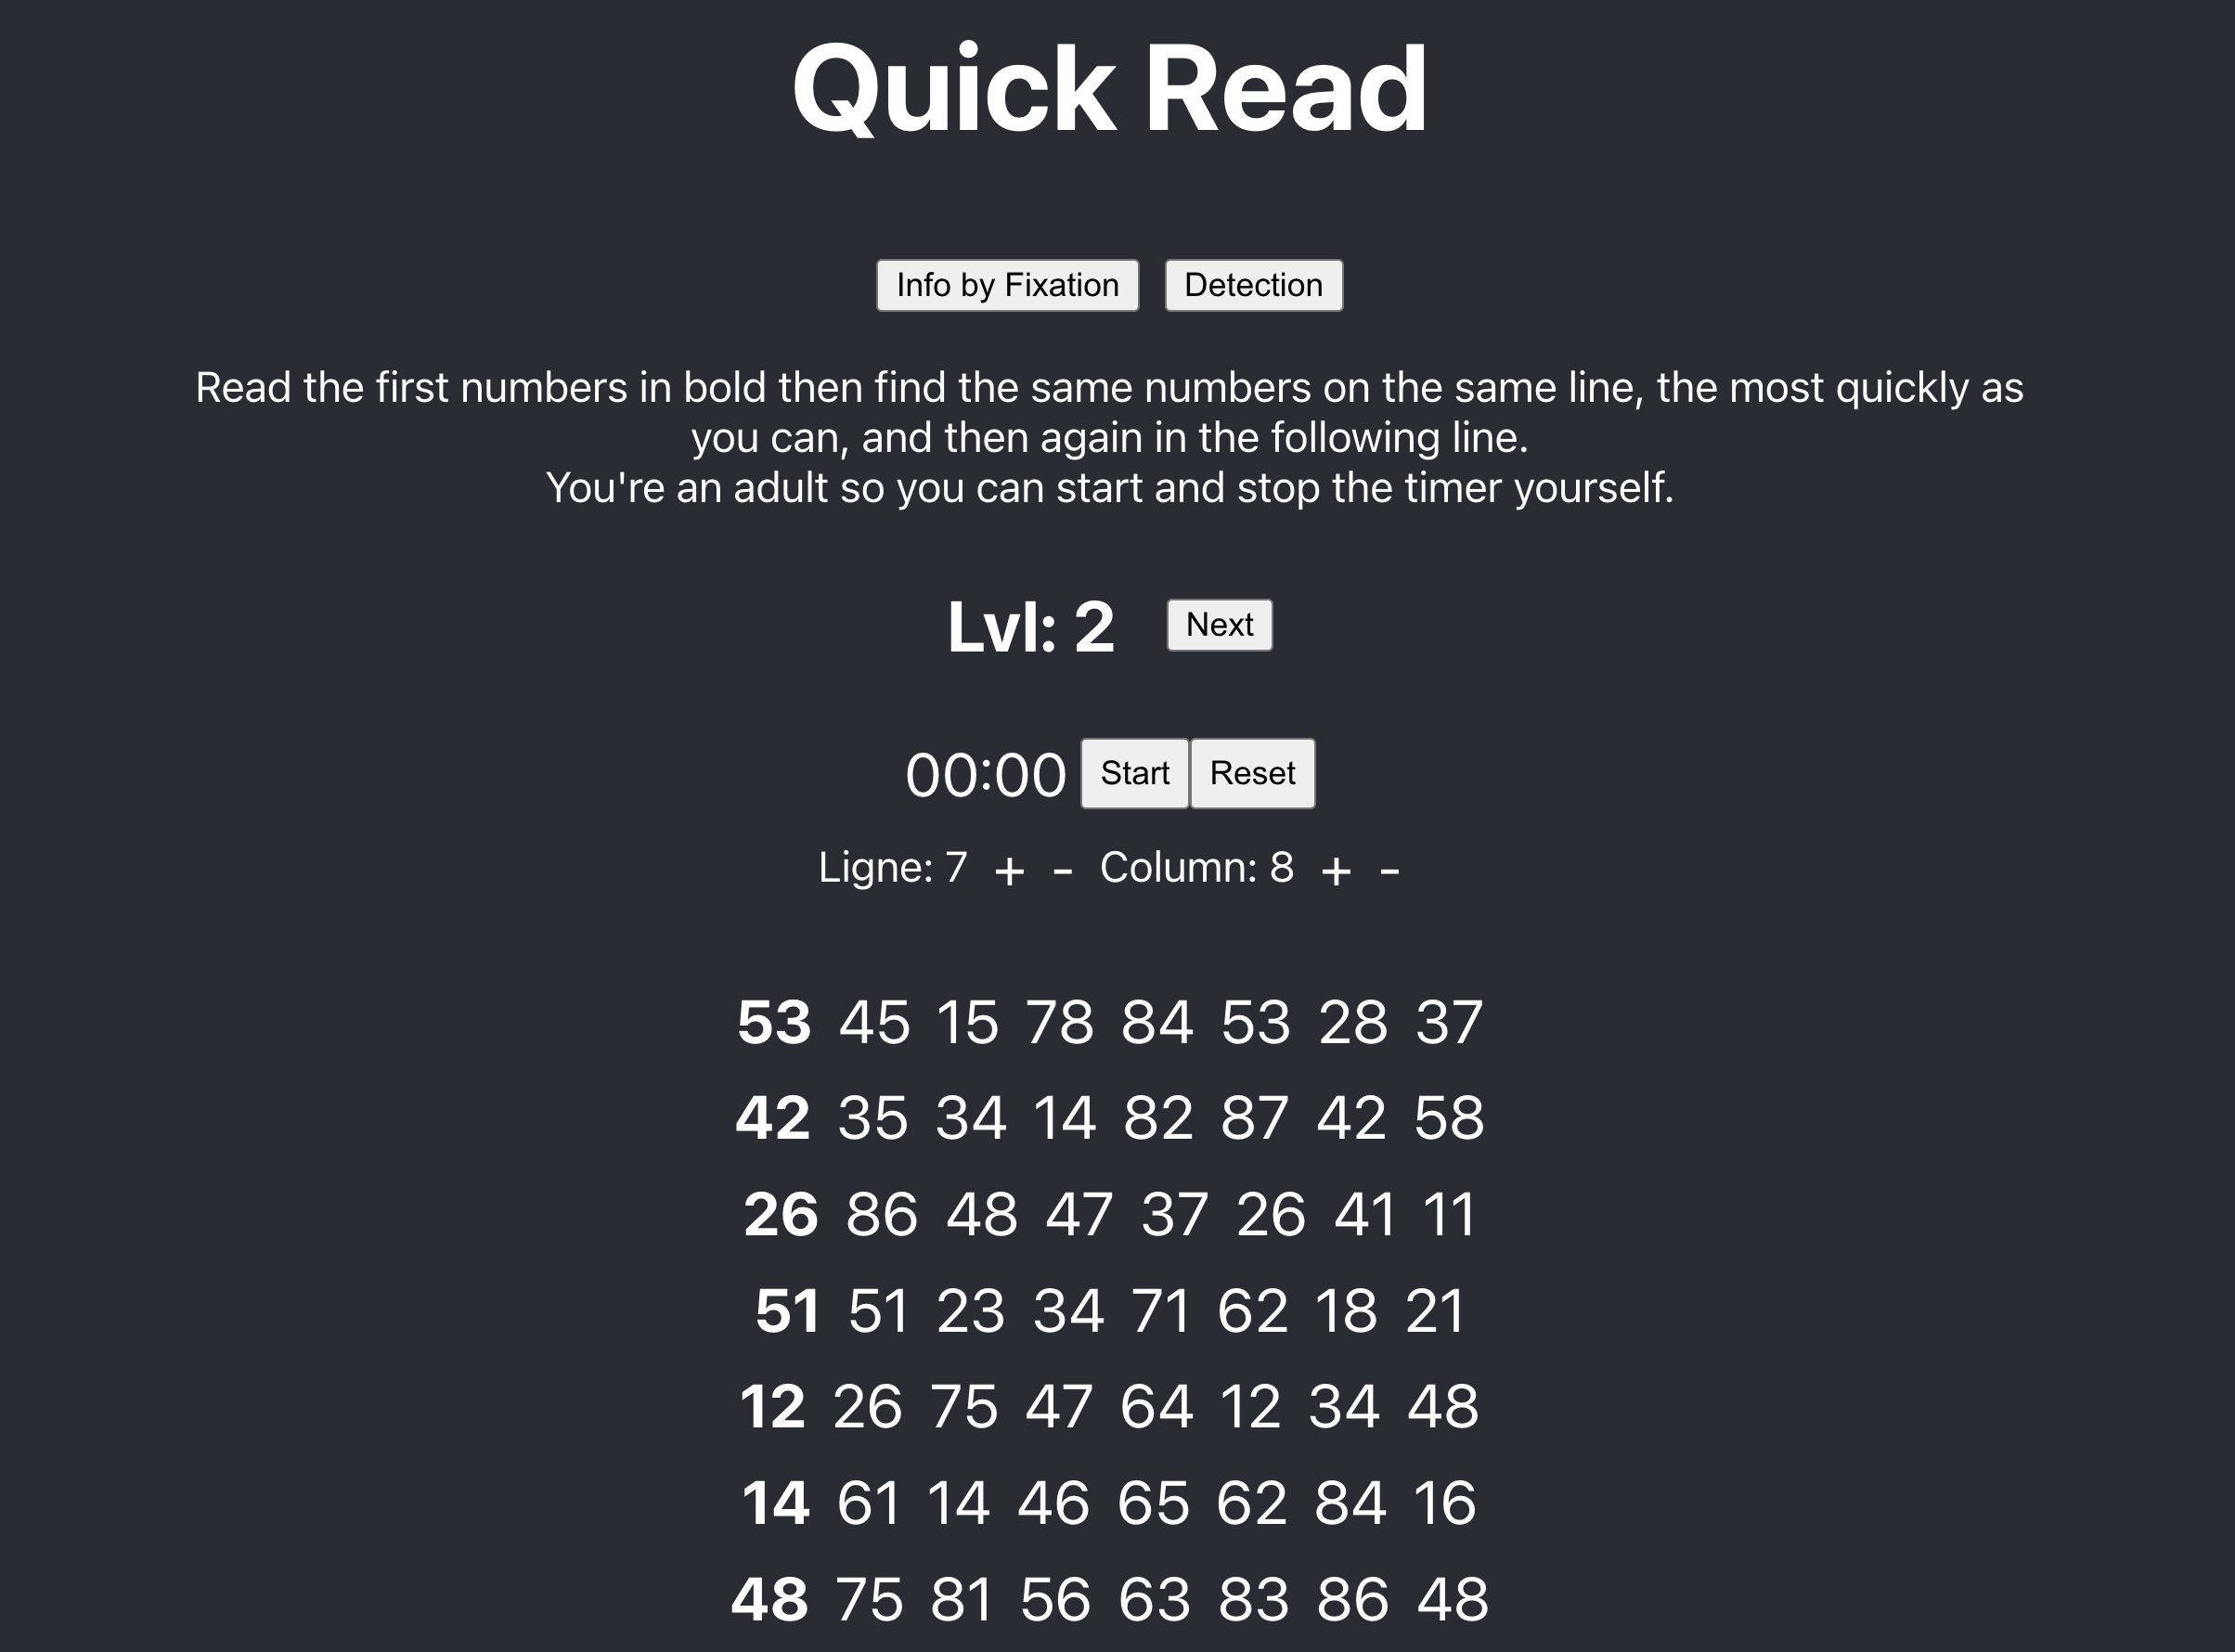 Quick Read
Info by Fixation Detection
Read the first numbers in bold then find the same numbers on the same line, the most quickly as
you can, and then again in the following line.
You're an adult so you can start and stop the timer yourself.
Lvl: 2 Next
00:00 Start Reset
Ligne: 7 + - Column: 8 + -
53 45 15 78 84 53 28 37
42 35 34 14 82 87 42 58
26 86 48 47 37 26 41 11
51 51 23 34 71 62 18 21
12 26 75 47 64 12 34 48
14 61 14 46 65 62 84 16
48 75 81 56 63 83 86 48